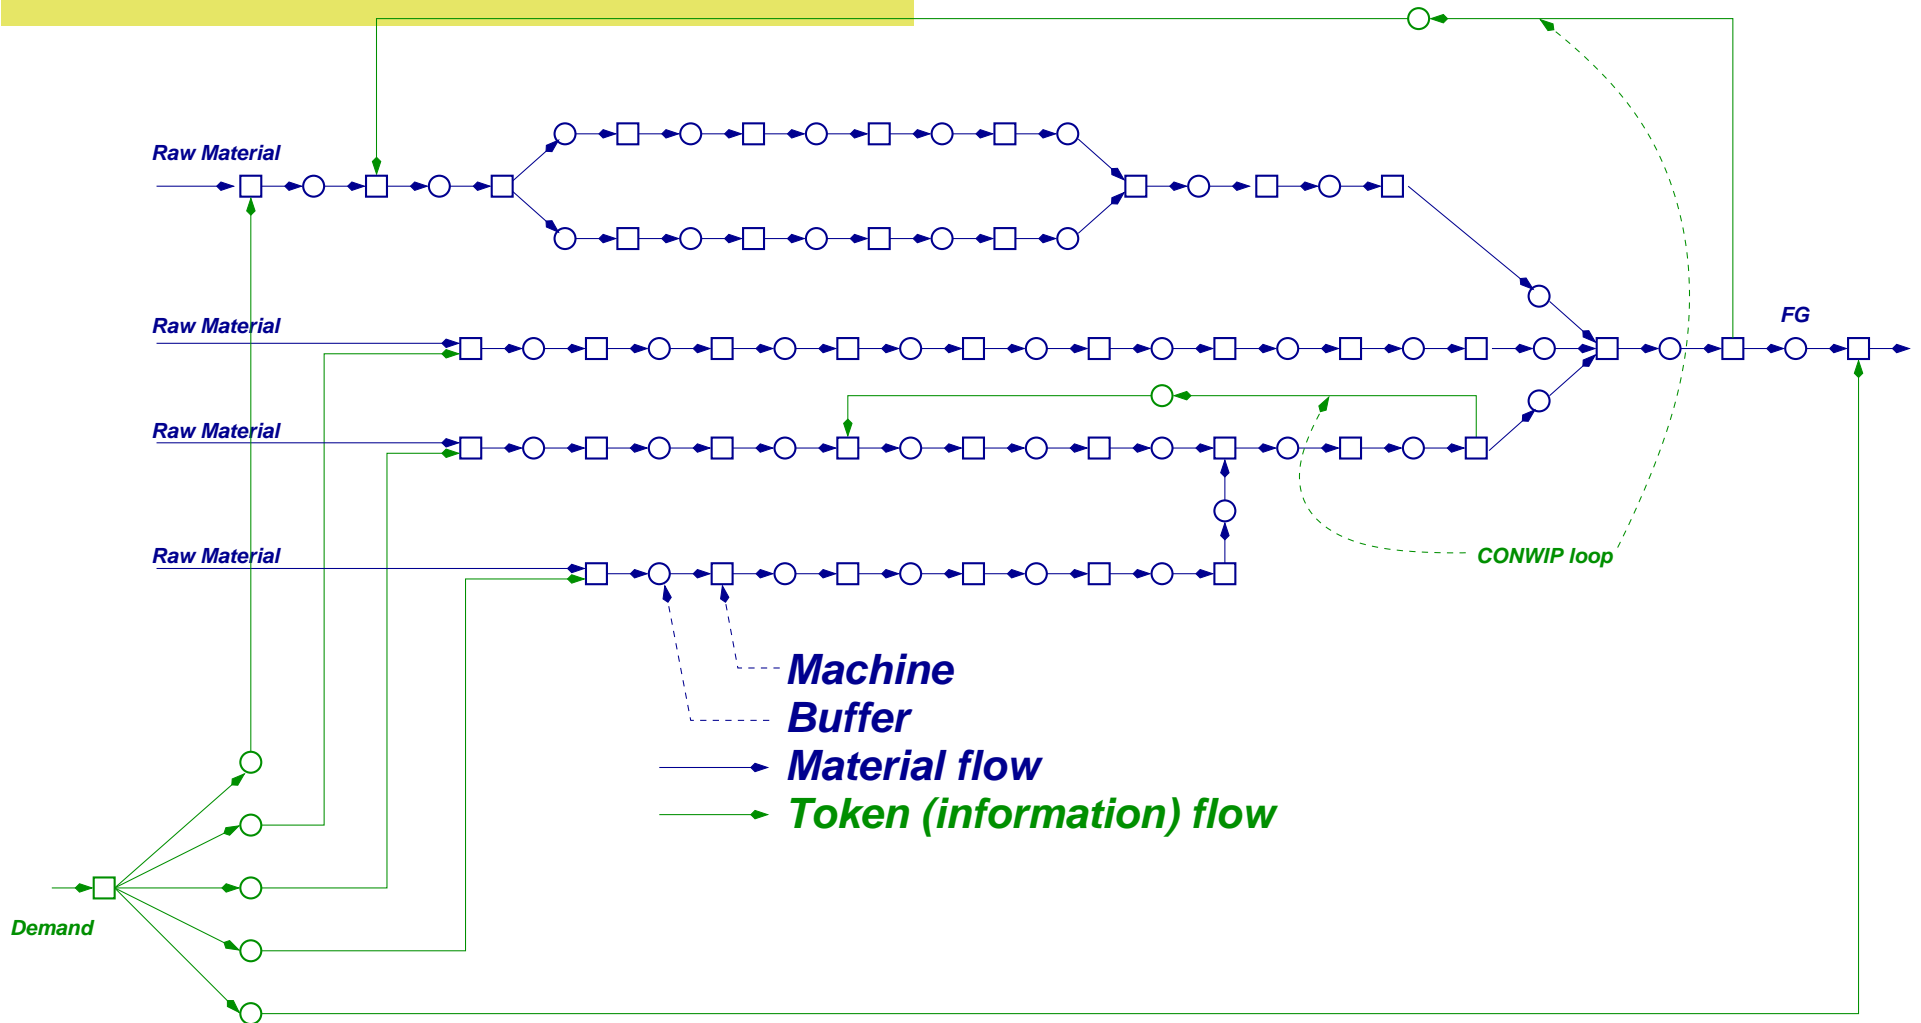 Raw Material
Raw Material
FG
Raw Material
Raw Material
CONWIP loop
Machine
Buffer
Material flow
Token (information) flow
Demand